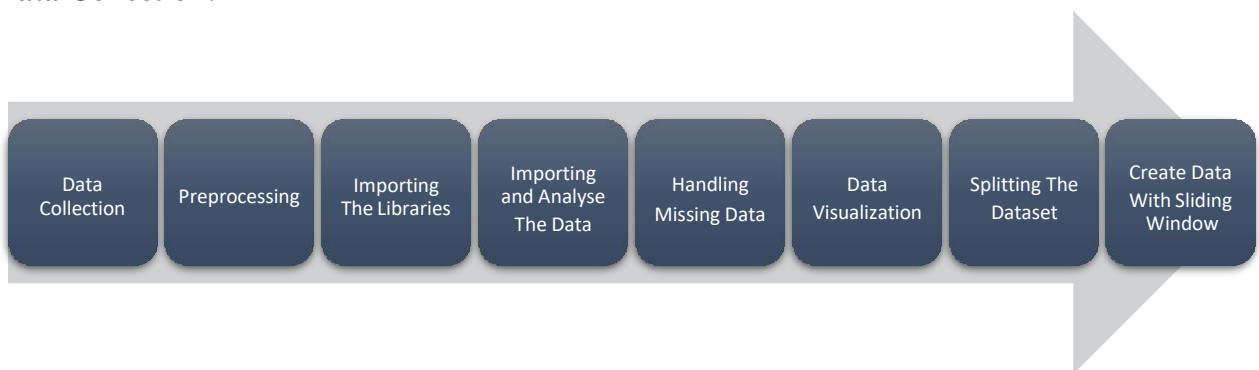 Data
Collection
Preprocessing
Importing
The Libraries
Importing
and Analyse
The Data
Handling
Missing Data
Data
Visualization
Splitting The
Dataset
Create Data
With Sliding
Window